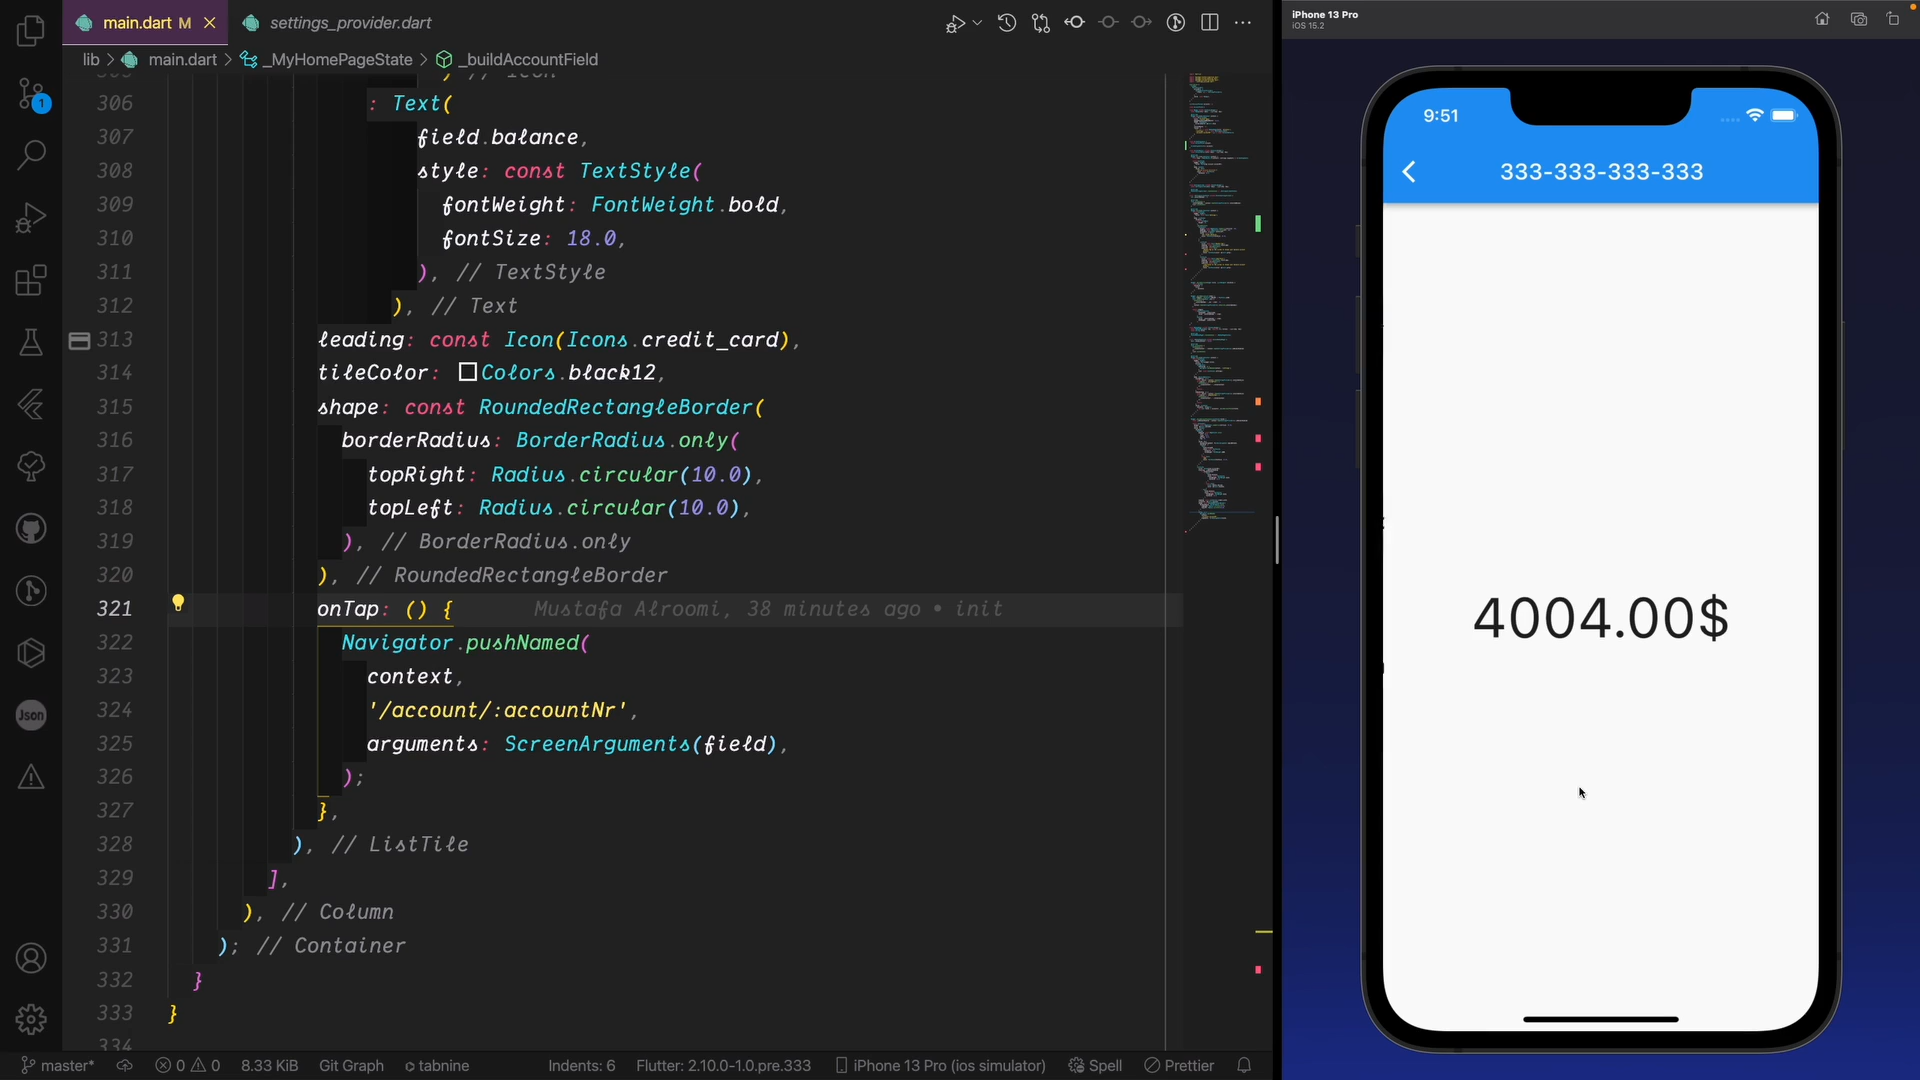 main.dart M
settings_provider.dart
lib > main.dart > _MyHomePageState > _buildAccountField
306 : Text(
307 field.balance,
308 style: const TextStyle(
309 fontWeight: FontWeight.bold,
310 fontSize: 18.0,
311 ), // TextStyle
312 ), // Text
313 leading: const Icon(Icons.credit_card),
314 tileColor: Colors.black12,
315 shape: const RoundedRectangleBorder(
316 borderRadius: BorderRadius.only(
317 topRight: Radius.circular(10.0),
318 topLeft: Radius.circular(10.0),
319 ), // BorderRadius.only
320 ), // RoundedRectangleBorder
321 onTap: () { Mustafa Alroomi, 38 minutes ago • init
322 Navigator.pushNamed(
323 context,
324 '/account/:accountNr',
325 arguments: ScreenArguments(field),
326 );
327 },
328 ), // ListTile
329 ],
330 ), // Column
331 ); // Container
332 }
333 }
334
1
Json
master* 0 0 8.33 KiB Git Graph tabnine Indents: 6 Flutter: 2.10.0-1.0.pre.333 iPhone 13 Pro (ios simulator) Spell Prettier
iPhone 13 Pro
iOS 15.2
9:51
333-333-333-333
4004.00$